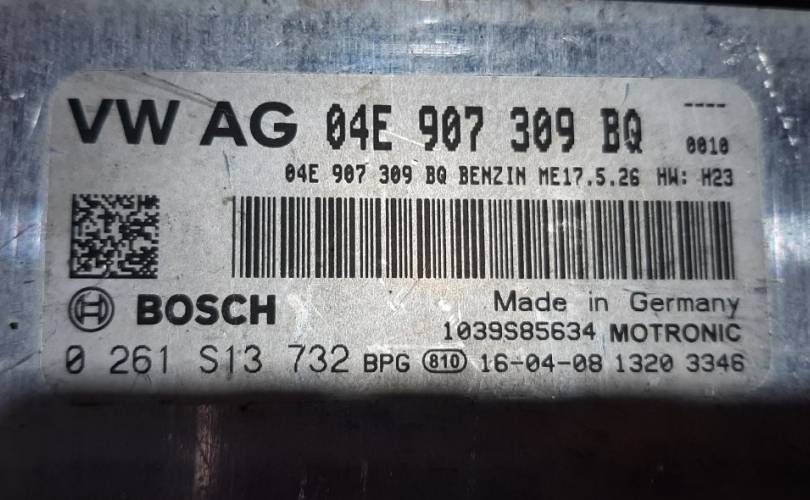 VW AG 04E 907 309 BQ ----
0010
04E 907 309 BQ BENZIN ME17.5.26 HW: H23
BOSCH
Made in Germany
1039S85634 MOTRONIC
0 261 S13 732 BPG 810 16-04-08 1320 3346